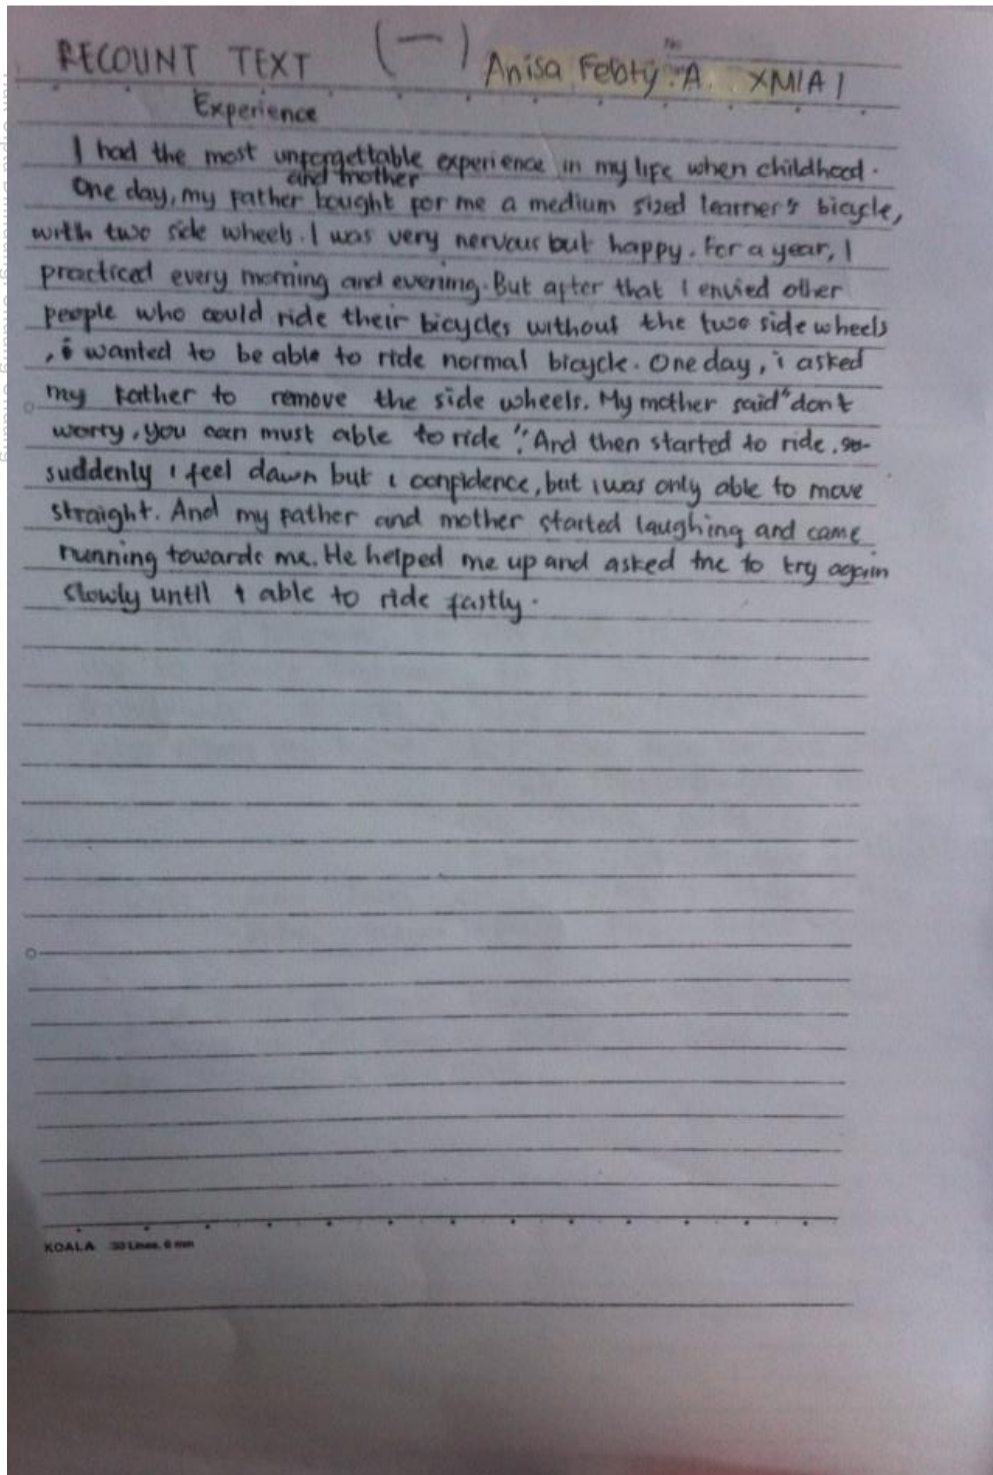 RECOUNT TEXT (—) Anisa Febty. A. XMIA 1
No
Experience
I had the most unforgettable experience in my life when childhood.
and mother
One day, my father bought for me a medium sized learner's bicycle,
with two side wheels. I was very nervous but happy. For a year, I
practiced every morning and evening. But after that I envied other
people who could ride their bicycles without the two side wheels
, i wanted to be able to ride normal bicycle. One day, i asked
my father to remove the side wheels. My mother said "don't
worry, you can must able to ride". And then started to ride. so
suddenly i feel dawn but i confidence, but i was only able to move
straight. And my father and mother started laughing and came
running towards me. He helped me up and asked me to try again
slowly until i able to ride fastly.
KOALA 30 Lines, 6 mm